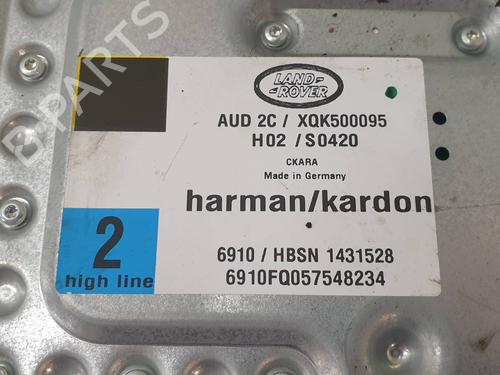 LAND-
ROVER
AUD 2C / XQK500095
H02 / S0420
CKARA
Made in Germany
harman/kardon
2
high line
6910 / HBSN 1431528
6910FQ057548234
B-PARTS